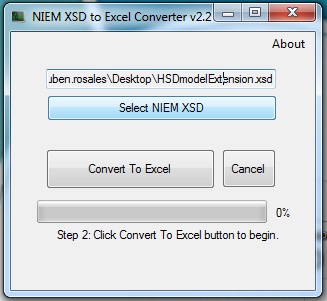 NIEM XSD to Excel Converter v2.2
About
uben.rosales\Desktop\HSDmodelExtension.xsd
Select NIEM XSD
Convert To Excel
Cancel
0%
Step 2: Click Convert To Excel button to begin.